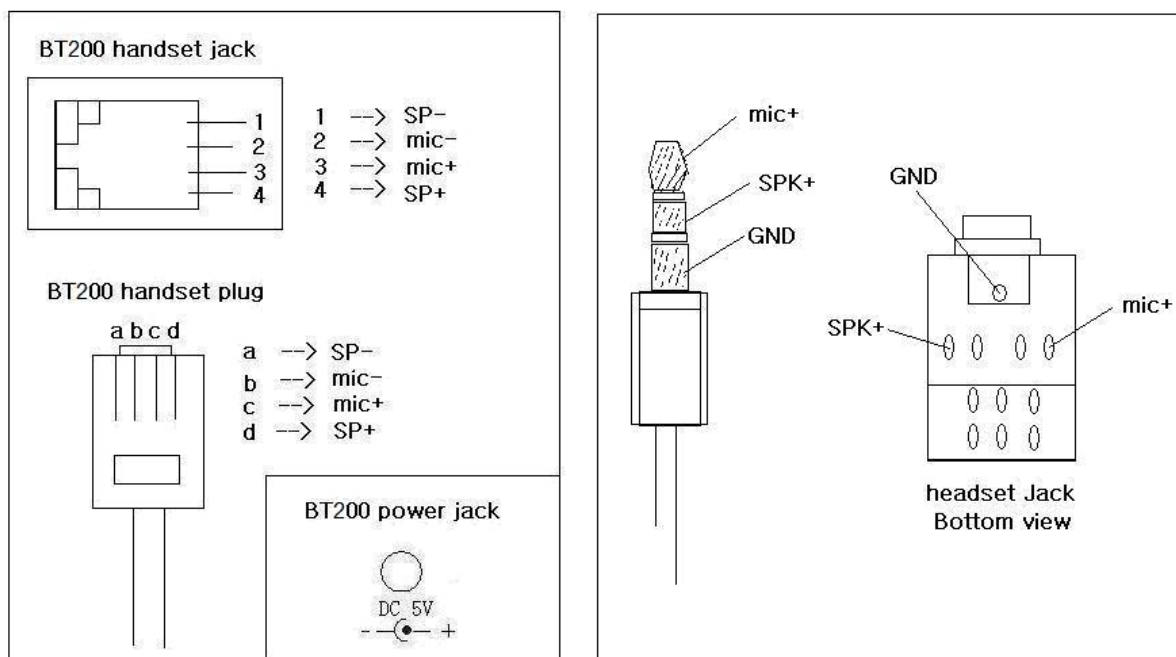 BT200 handset jack
1
2
3
4
1 --> SP-
2 --> mic-
3 --> mic+
4 --> SP+
BT200 handset plug
a b c d
a --> SP-
b --> mic-
c --> mic+
d --> SP+
BT200 power jack
DC 5V
- +
mic+
SPK+
GND
GND
SPK+
mic+
headset Jack
Bottom view